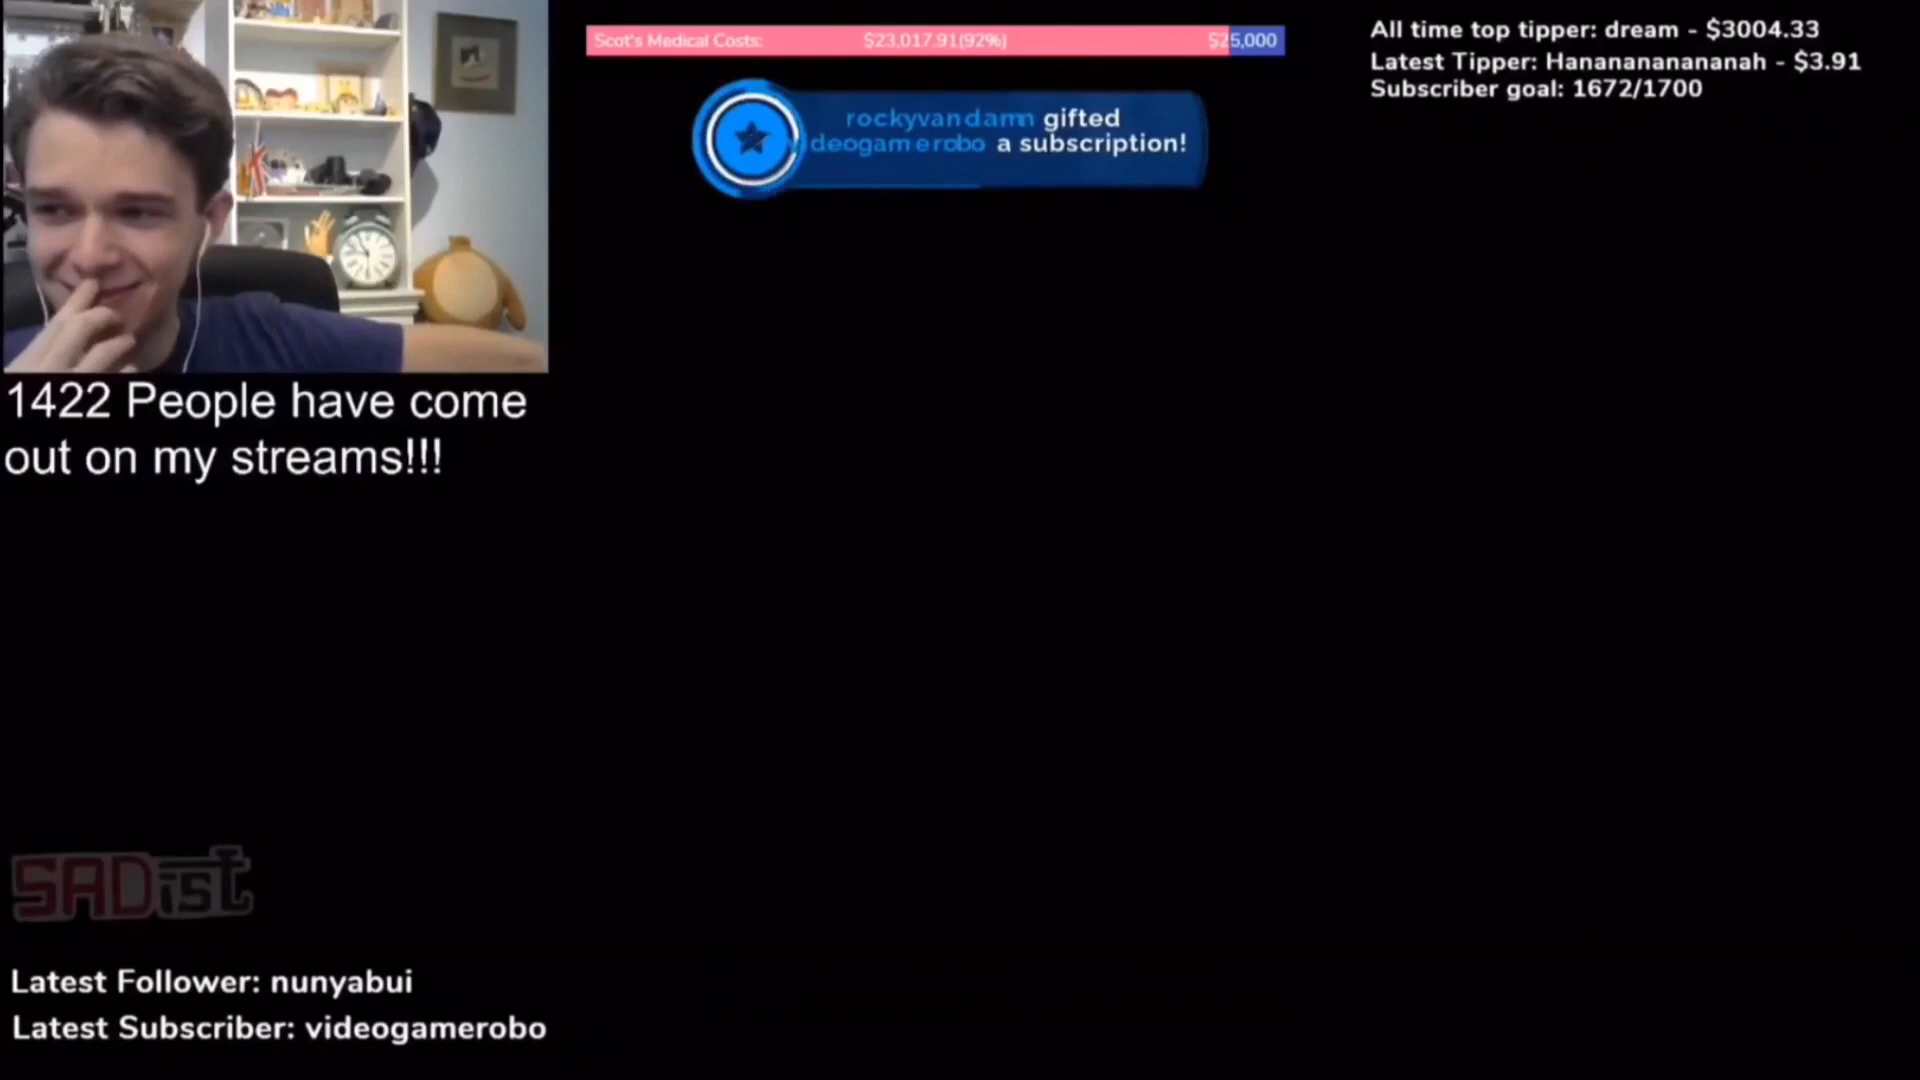 Scot's Medical Costs: $23,017.91(92%) $25,000
All time top tipper: dream - $3004.33
Latest Tipper: Hananananananah - $3.91
Subscriber goal: 1672/1700
rockyvandamn gifted
videogamerobo a subscription!
1422 People have come
out on my streams!!!
SADist
Latest Follower: nunyabui
Latest Subscriber: videogamerobo